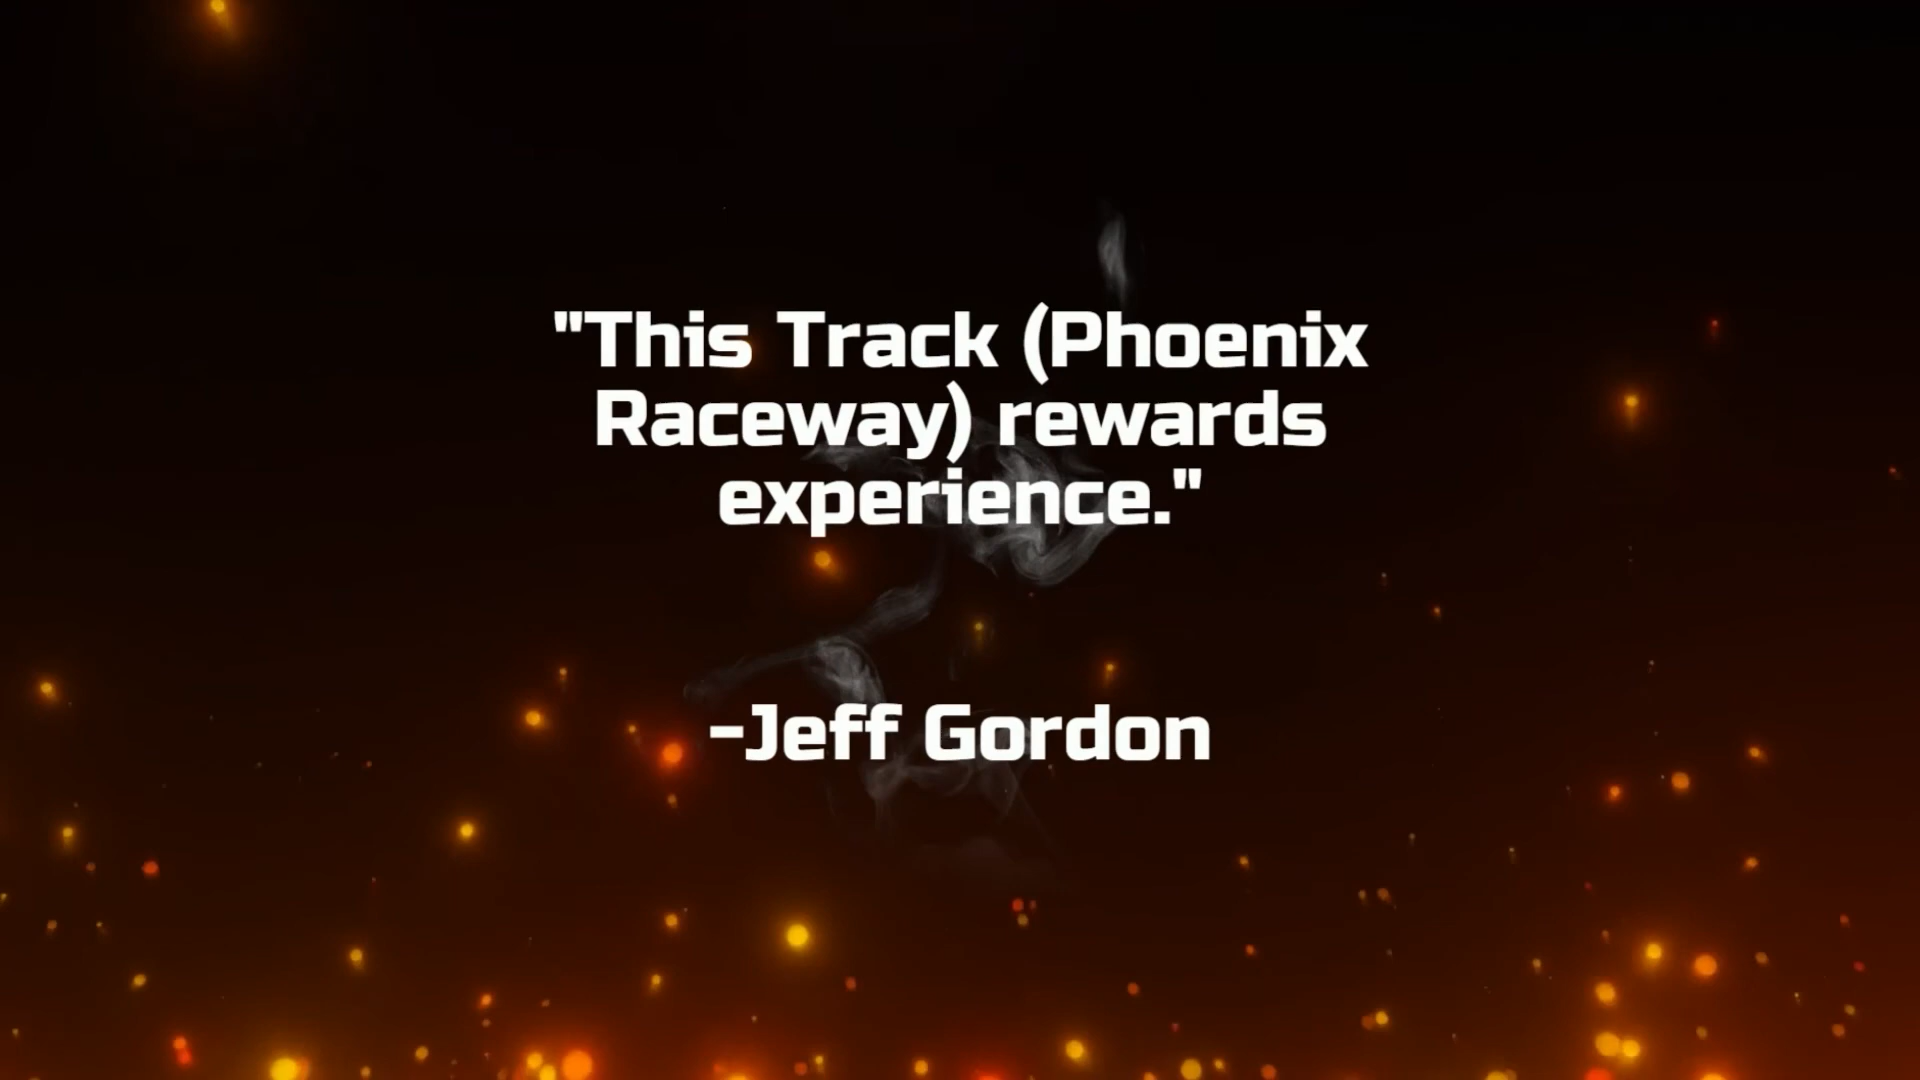 "This Track (Phoenix
Raceway) rewards
experience."
-Jeff Gordon